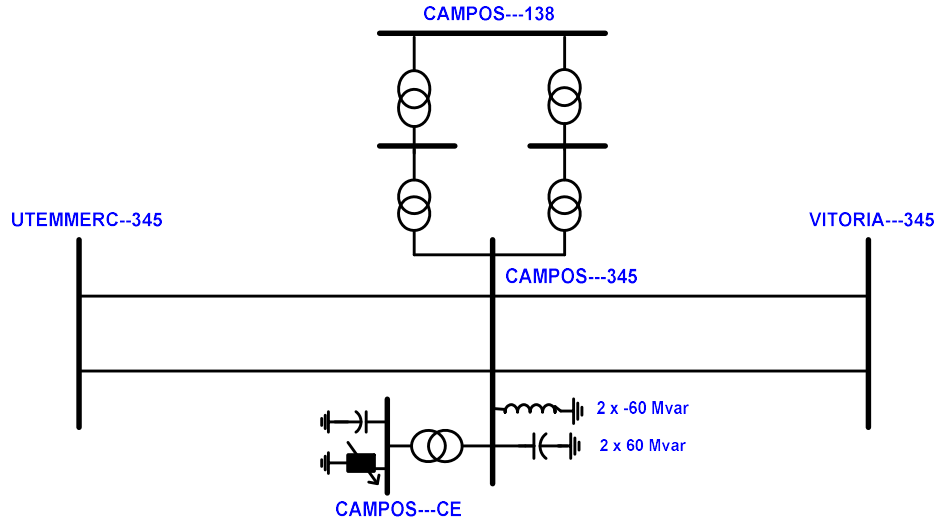 CAMPOS---138
UTEMMERC--345
VITORIA---345
CAMPOS---345
2 x -60 Mvar
2 x 60 Mvar
CAMPOS---CE